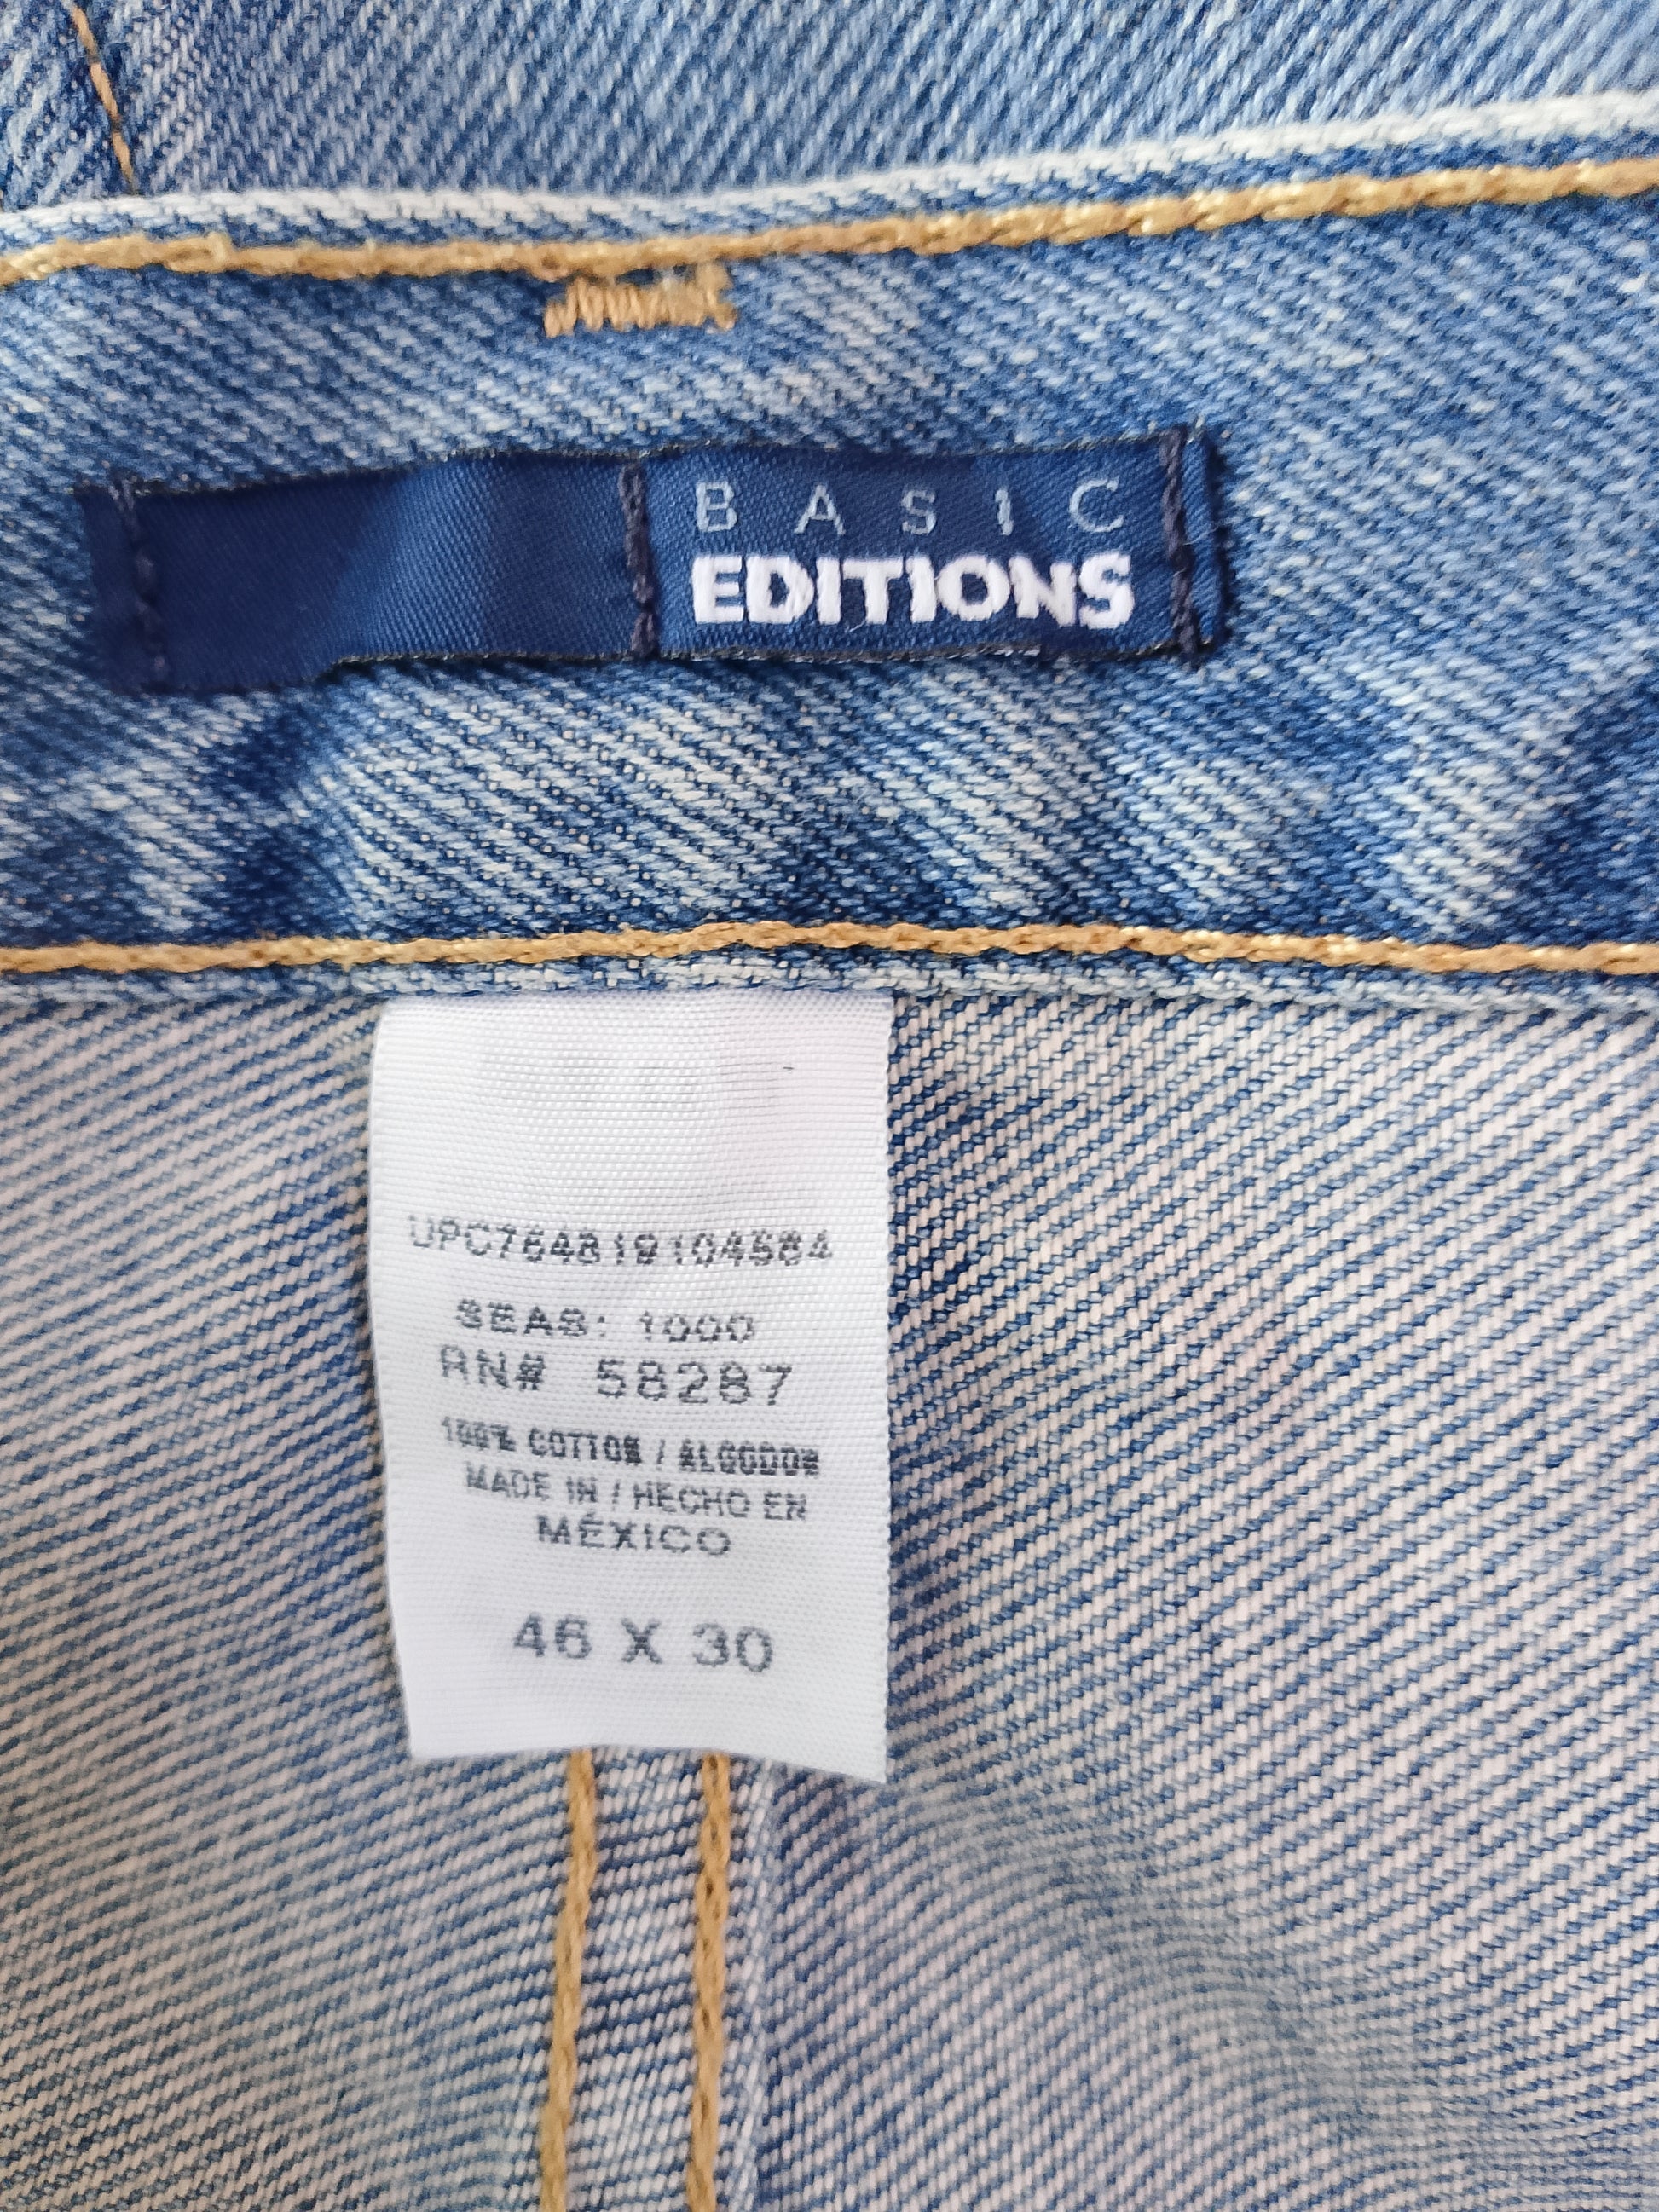 BASIC
EDITIONS
UPC764819104584
SEAS: 1000
RN# 58287
100% COTTON / ALGODON
MADE IN / HECHO EN
MÉXICO
46 X 30